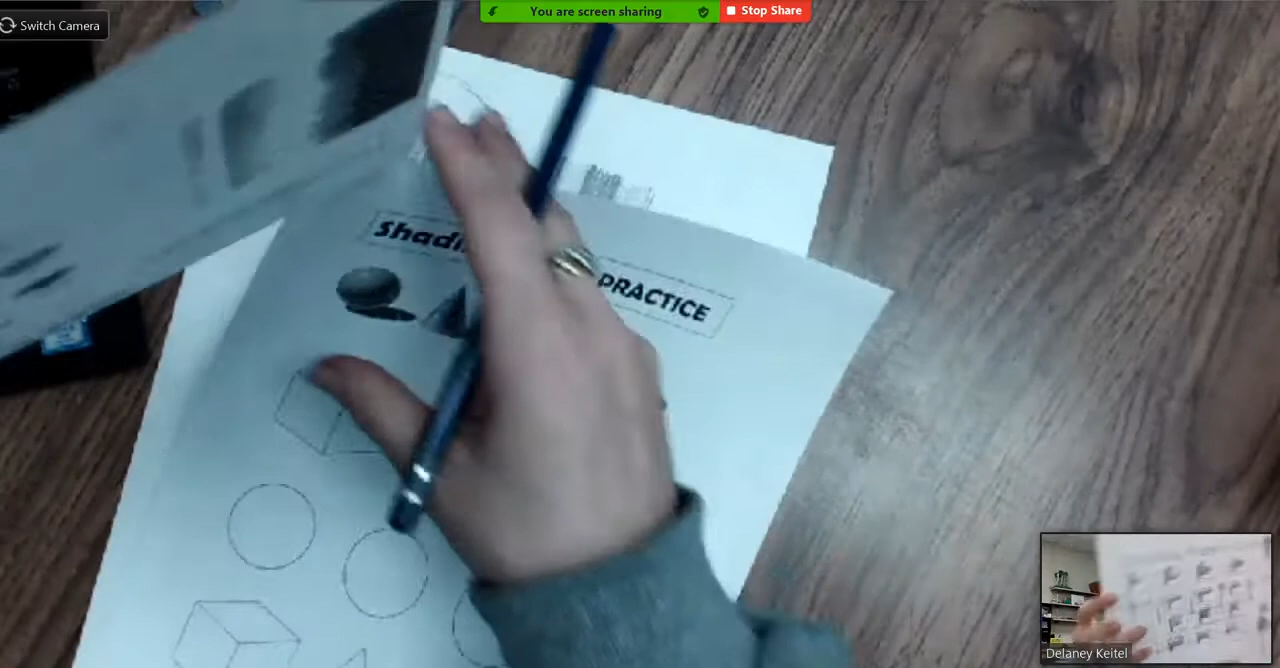 You are screen sharing
Stop Share
Switch Camera
Shadi
PRACTICE
Delaney Keitel